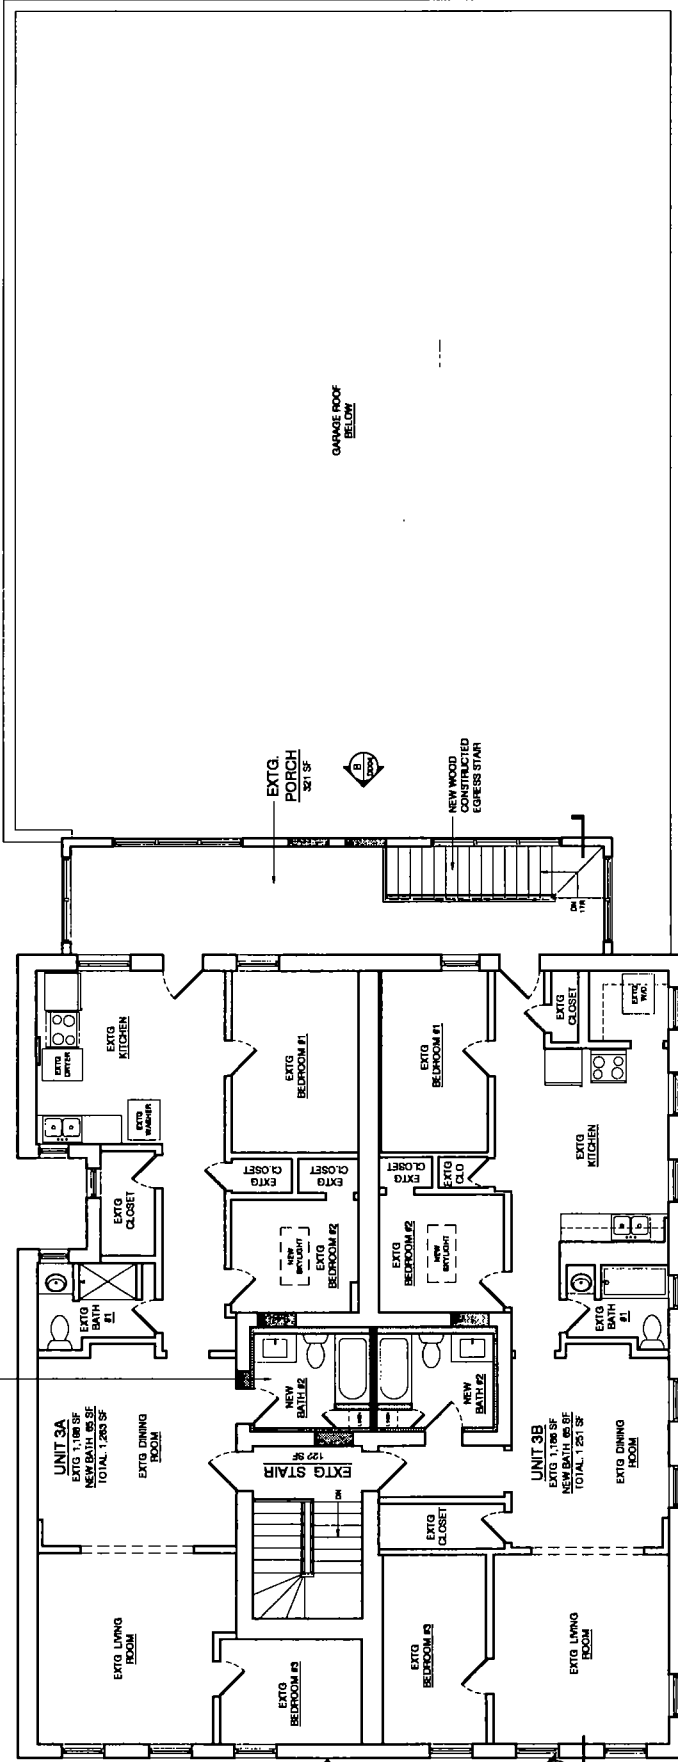 GARAGE ROOF
BELOW
EXTG.
PORCH
321 SF
B
NEW WOOD
CONSTRUCTED
EGRESS STAIR
DN
17R
EXTG
KITCHEN
EXTG
DRYER
EXTG
WASHER
EXTG
CLOSET
EXTG
BATH
#1
EXTG
BEDROOM #1
EXTG
CLOSET
EXTG
CLOSET
NEW
SKYLIGHT
EXTG
BEDROOM #2
NEW
BATH #2
UNIT 3A
EXTG 1,198 SF
NEW BATH 65 SF
TOTAL. 1,263 SF
EXTG DINING
ROOM
EXTG LIVING
ROOM
EXTG
BEDROOM #3
EXTG STAIR
122 SF
DN
EXTG
BEDROOM #1
EXTG
CLOSET
EXTG
CLO
EXTG
BEDROOM #2
NEW
SKYLIGHT
NEW
BATH #2
EXTG
CLOSET
EXTG
W/D.
EXTG
KITCHEN
EXTG
BATH
#1
UNIT 3B
EXTG 1,186 SF
NEW BATH 65 SF
TOTAL. 1 251 SF
EXTG DINING
ROOM
EXTG
CLOSET
EXTG
BEDROOM #3
EXTG LIVING
ROOM